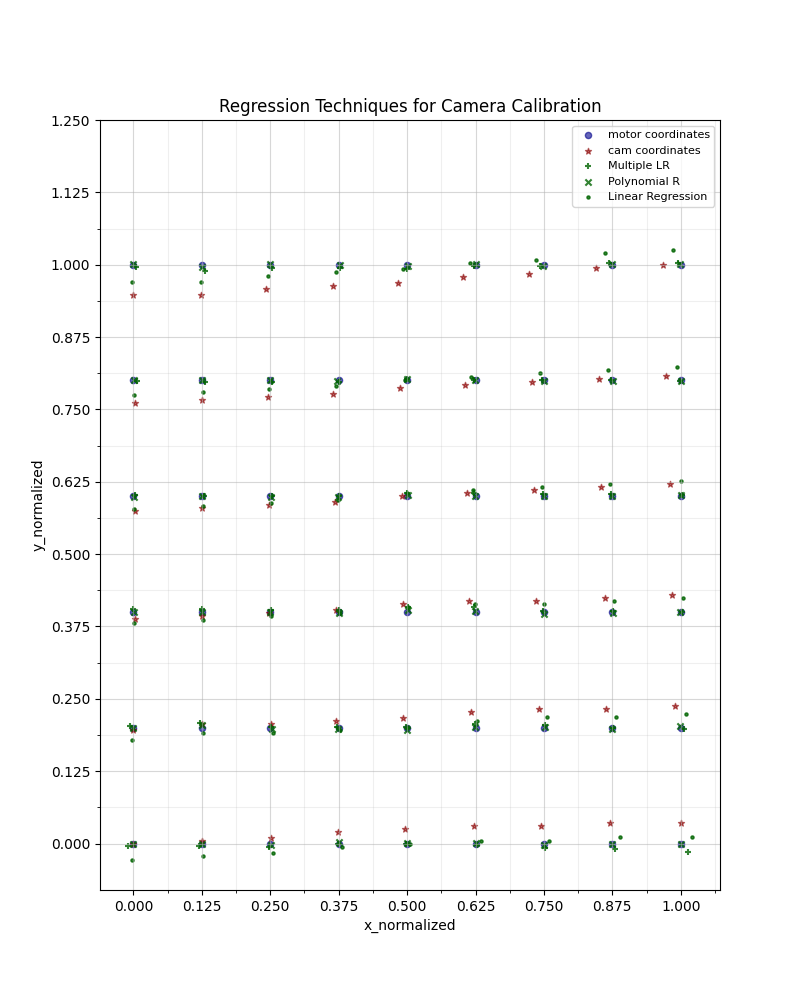 Regression Techniques for Camera Calibration
1.250
1.125
1.000
0.875
0.750
0.625
0.500
0.375
0.250
0.125
0.000
y_normalized
motor coordinates
cam coordinates
Multiple LR
Polynomial R
Linear Regression
0.000 0.125 0.250 0.375 0.500 0.625 0.750 0.875 1.000
x_normalized